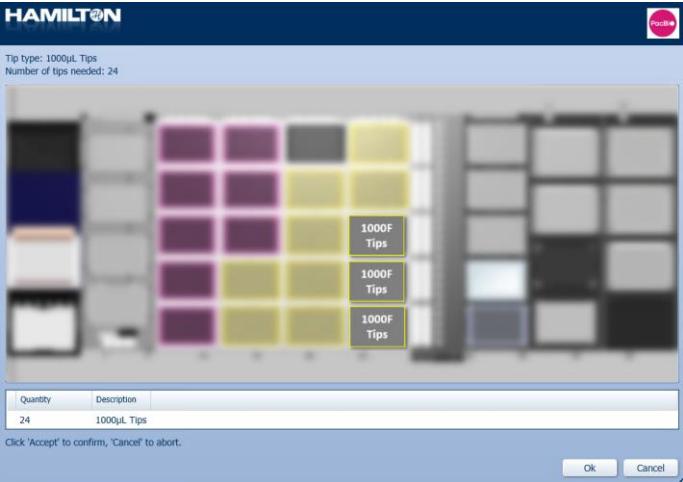 HAMILTON
PacBio
Tip type: 1000µL Tips
Number of tips needed: 24
1000F
Tips
1000F
Tips
1000F
Tips
Quantity Description
24 1000µL Tips
Click 'Accept' to confirm, 'Cancel' to abort.
Ok Cancel